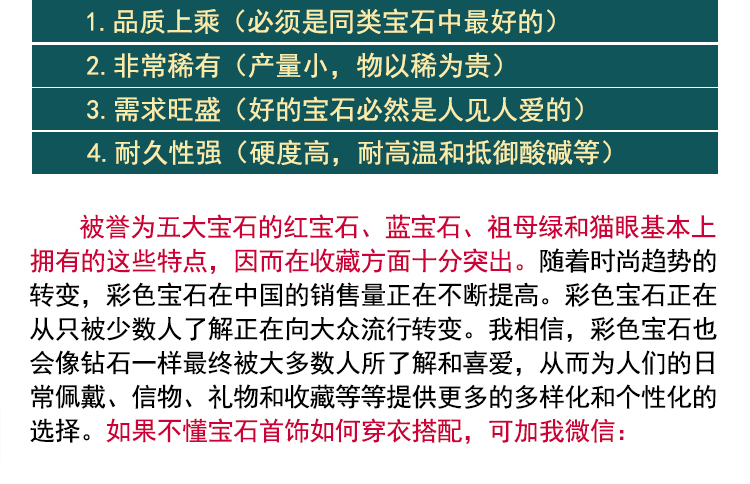 1. 品质上乘（必须是同类宝石中最好的）
2. 非常稀有（产量小，物以稀为贵）
3. 需求旺盛（好的宝石必然是人见人爱的）
4. 耐久性强（硬度高，耐高温和抵御酸碱等）
被誉为五大宝石的红宝石、蓝宝石、祖母绿和猫眼基本上
拥有的这些特点，因而在收藏方面十分突出。随着时尚趋势的
转变，彩色宝石在中国的销售量正在不断提高。彩色宝石正在
从只被少数人了解正在向大众流行转变。我相信，彩色宝石也
会像钻石一样最终被大多数人所了解和喜爱，从而为人们的日
常佩戴、信物、礼物和收藏等等提供更多的多样化和个性化的
选择。如果不懂宝石首饰如何穿衣搭配，可加我微信：